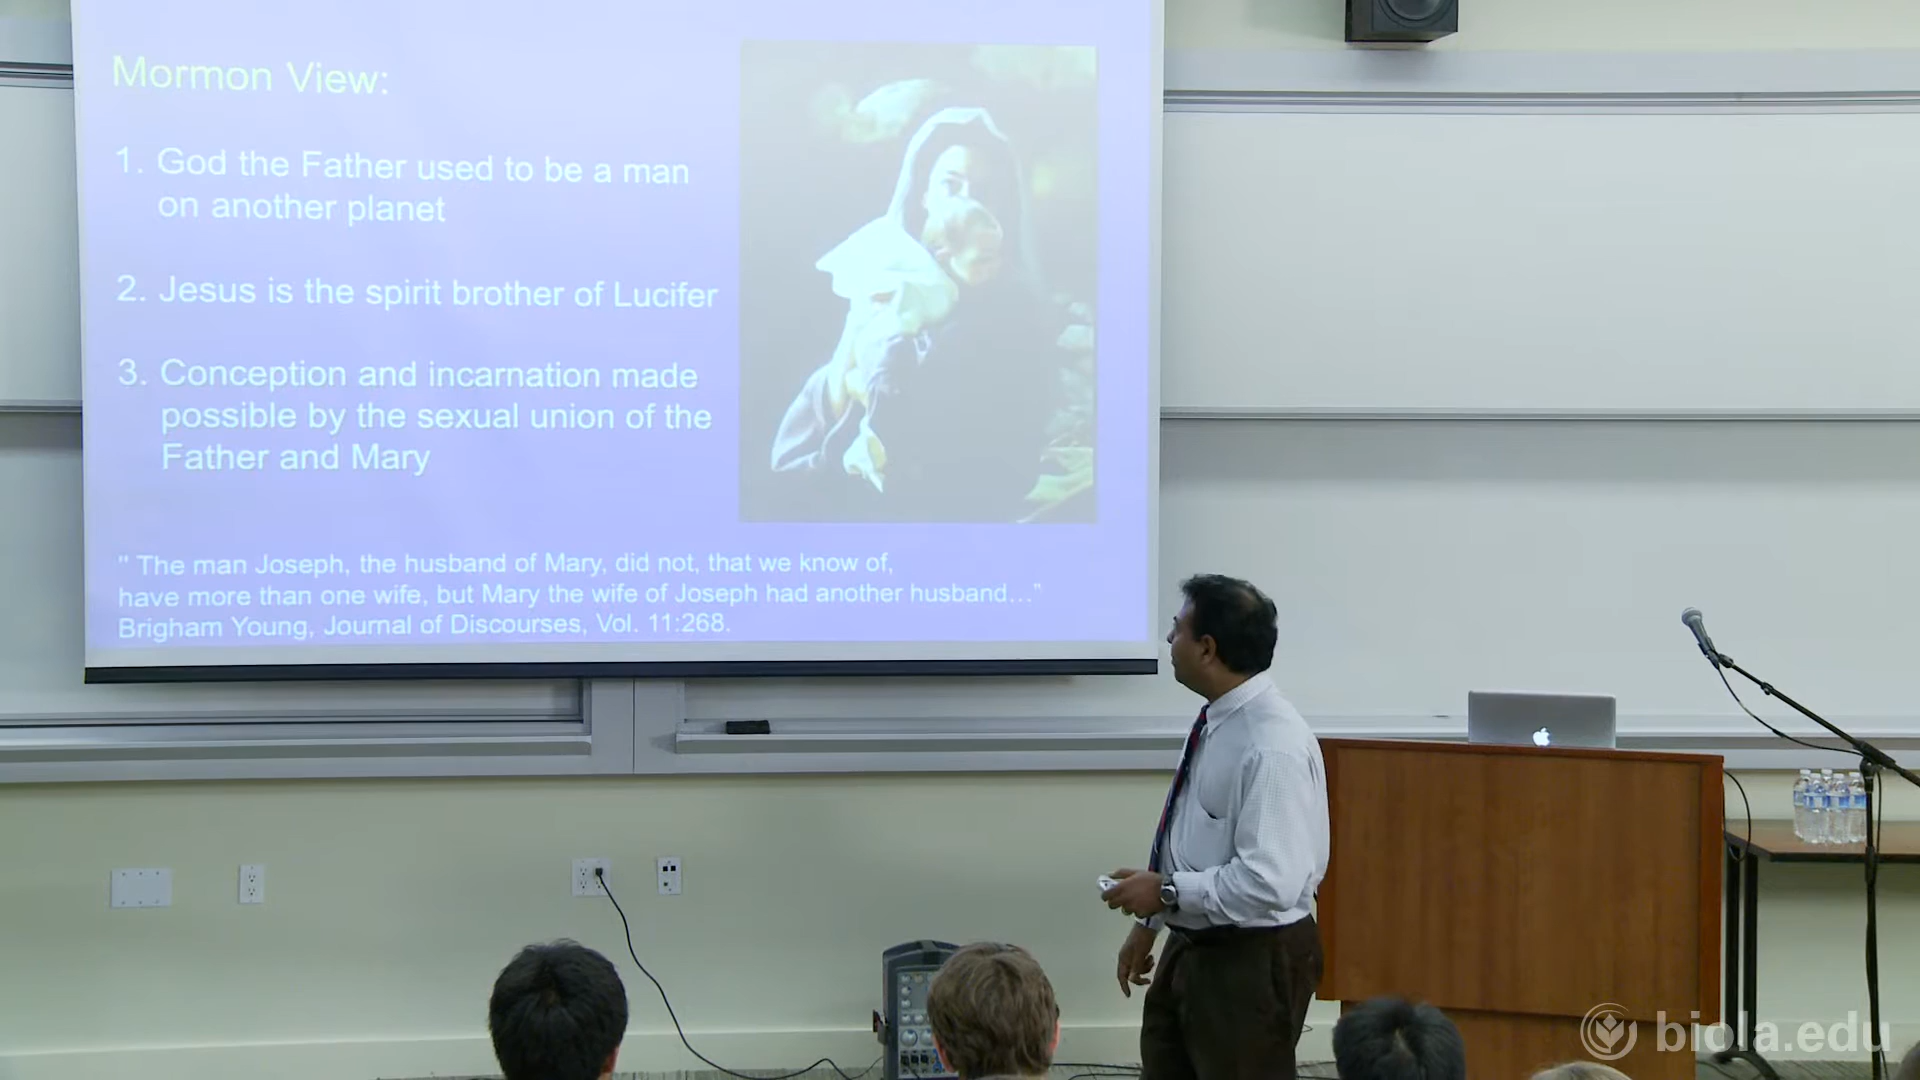 Mormon View:
1. God the Father used to be a man
on another planet
2. Jesus is the spirit brother of Lucifer
3. Conception and incarnation made
possible by the sexual union of the
Father and Mary
" The man Joseph, the husband of Mary, did not, that we know of,
have more than one wife, but Mary the wife of Joseph had another husband…"
Brigham Young, Journal of Discourses, Vol. 11:268.
biola.edu